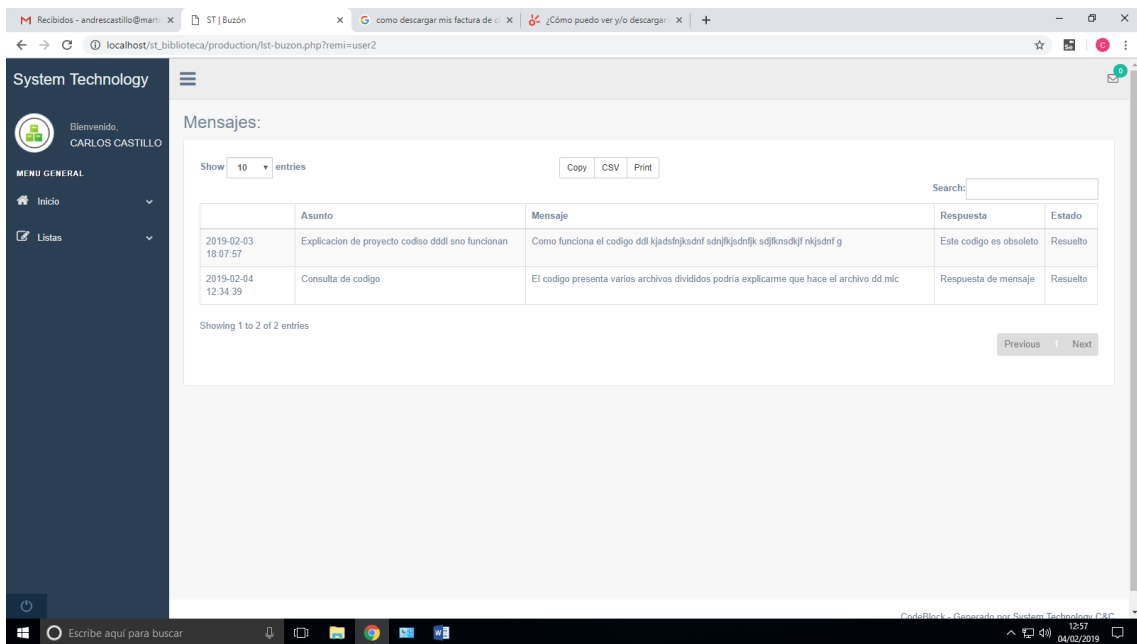 Recibidos - andrescastillo@marti
ST | Buzón
como descargar mis factura de cl
¿Cómo puedo ver y/o descargar
localhost/st_biblioteca/production/lst-buzon.php?remi=user2
Se
C
System Technology
0
Bienvenido,
CARLOS CASTILLO
MENU GENERAL
Inicio
Listas
Mensajes:
Show 10 entries
Copy CSV Print
Search:
Asunto Mensaje Respuesta Estado
2019-02-03 Explicacion de proyecto codiso dddl sno funcionan Como funciona el codigo ddl kjadsfnjksdnf sdnjfkjsdnfjk sdjfknsdkjf nkjsdnf g Este codigo es obsoleto Resuelto
18:07:57
2019-02-04 Consulta de codigo El codigo presenta varios archivos divididos podría explicarme que hace el archivo dd.mlc Respuesta de mensaje Resuelto
12:34:39
Showing 1 to 2 of 2 entries
Previous 1 Next
CodeBlock - Generado por System Technology C&C
Escribe aquí para buscar
12:57
04/02/2019